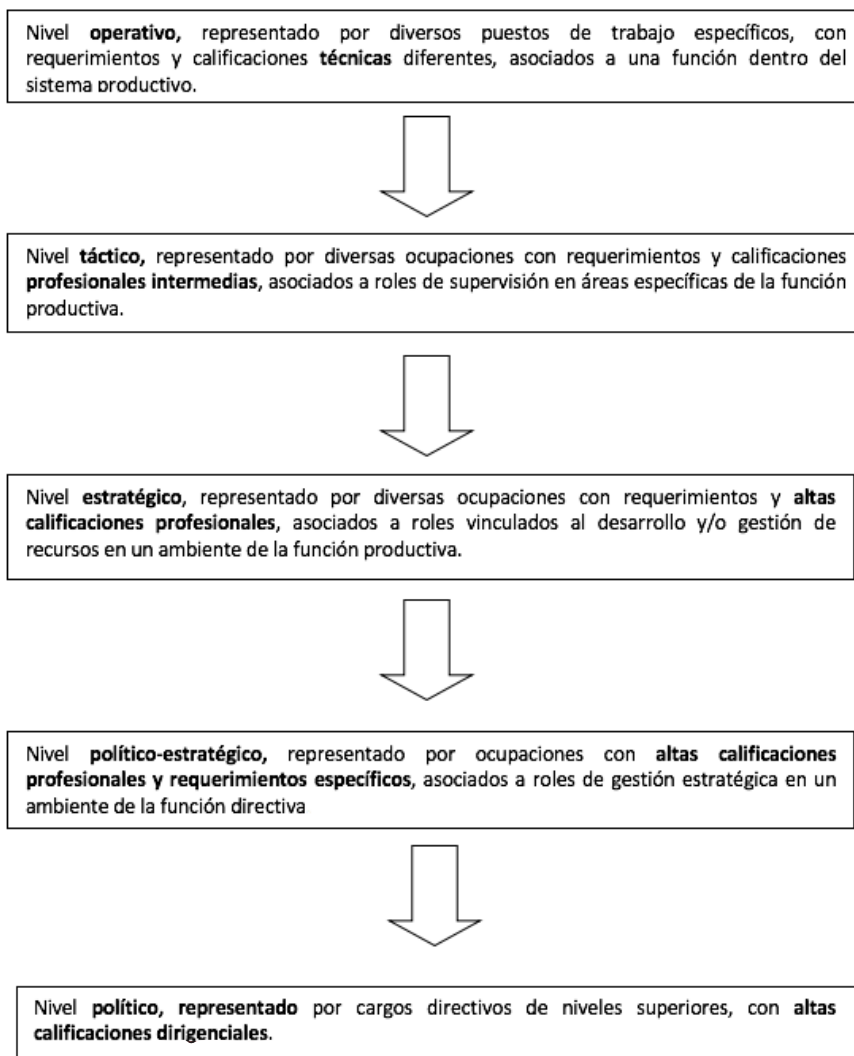 Nivel operativo, representado por diversos puestos de trabajo específicos, con
requerimientos y calificaciones técnicas diferentes, asociados a una función dentro del
sistema productivo.
Nivel táctico, representado por diversas ocupaciones con requerimientos y calificaciones
profesionales intermedias, asociados a roles de supervisión en áreas específicas de la función
productiva.
Nivel estratégico, representado por diversas ocupaciones con requerimientos y altas
calificaciones profesionales, asociados a roles vinculados al desarrollo y/o gestión de
recursos en un ambiente de la función productiva.
Nivel político-estratégico, representado por ocupaciones con altas calificaciones
profesionales y requerimientos específicos, asociados a roles de gestión estratégica en un
ambiente de la función directiva
Nivel político, representado por cargos directivos de niveles superiores, con altas
calificaciones dirigenciales.